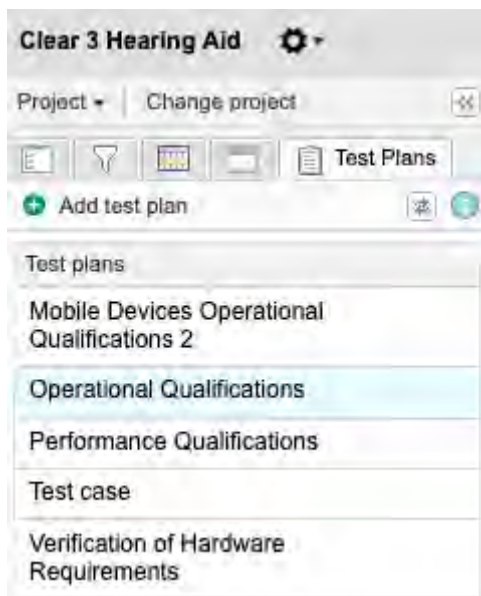 Clear 3 Hearing Aid
Project Change project
Test Plans
Add test plan
Test plans
Mobile Devices Operational
Qualifications 2
Operational Qualifications
Performance Qualifications
Test case
Verification of Hardware
Requirements